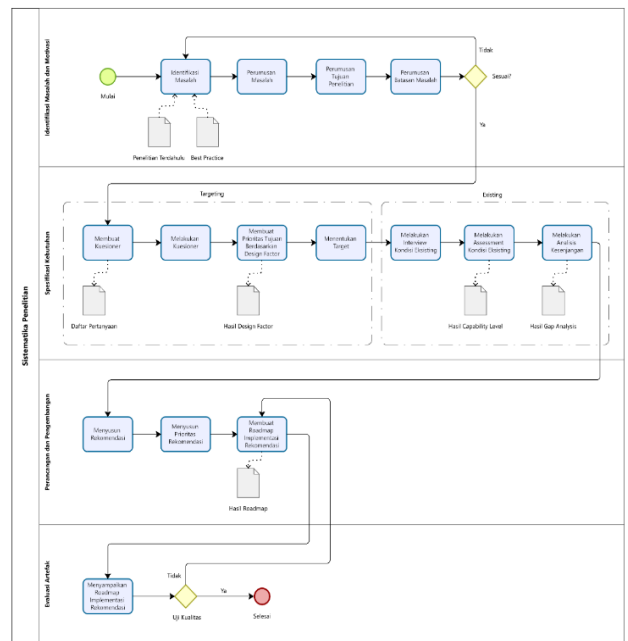 Sistematika Penelitian
Identifikasi Masalah dan Motivasi
Mulai
Identifikasi
Masalah
Perumusan
Masalah
Perumusan
Tujuan
Penelitian
Perumusan
Batasan Masalah
Tidak
Sesuai?
Ya
Penelitian Terdahulu
Best Practice
Spesifikasi Kebutuhan
Targeting
Existing
Membuat
Kuesioner
Melakukan
Kuesioner
Membuat
Prioritas Tujuan
Berdasarkan
Design Factor
Menentukan
Target
Melakukan
Interview
Kondisi Eksisting
Melakukan
Assessment
Kondisi Eksisting
Melakukan
Analisis
Kesenjangan
Daftar Pertanyaan
Hasil Design Factor
Hasil Capability Level
Hasil Gap Analysis
Perancangan dan Pengembangan
Menyusun
Rekomendasi
Menyusun
Prioritas
Rekomendasi
Membuat
Roadmap
Implementasi
Rekomendasi
Hasil Roadmap
Evaluasi Artefak
Menyampaikan
Roadmap
Implementasi
Rekomendasi
Tidak
Uji Kualitas
Ya
Selesai